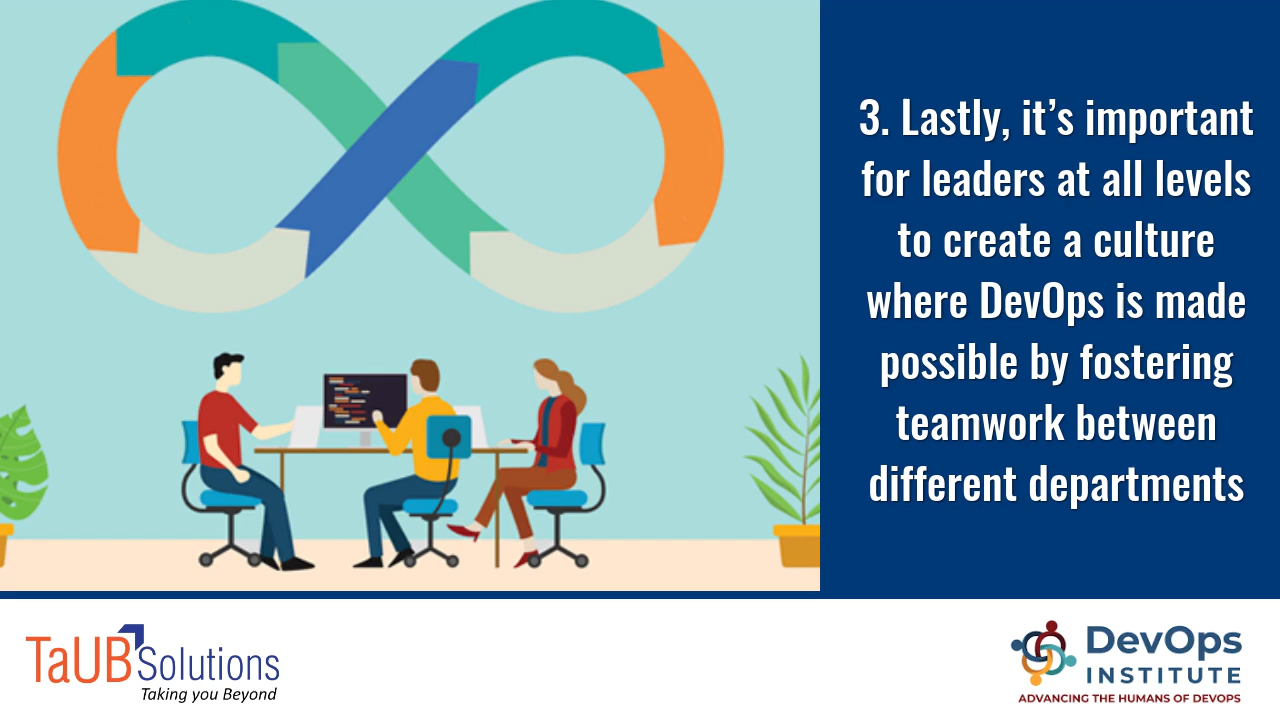 3. Lastly, it’s important
for leaders at all levels
to create a culture
where DevOps is made
possible by fostering
teamwork between
different departments
TaUB Solutions
Taking you Beyond
DevOps
INSTITUTE
ADVANCING THE HUMANS OF DEVOPS